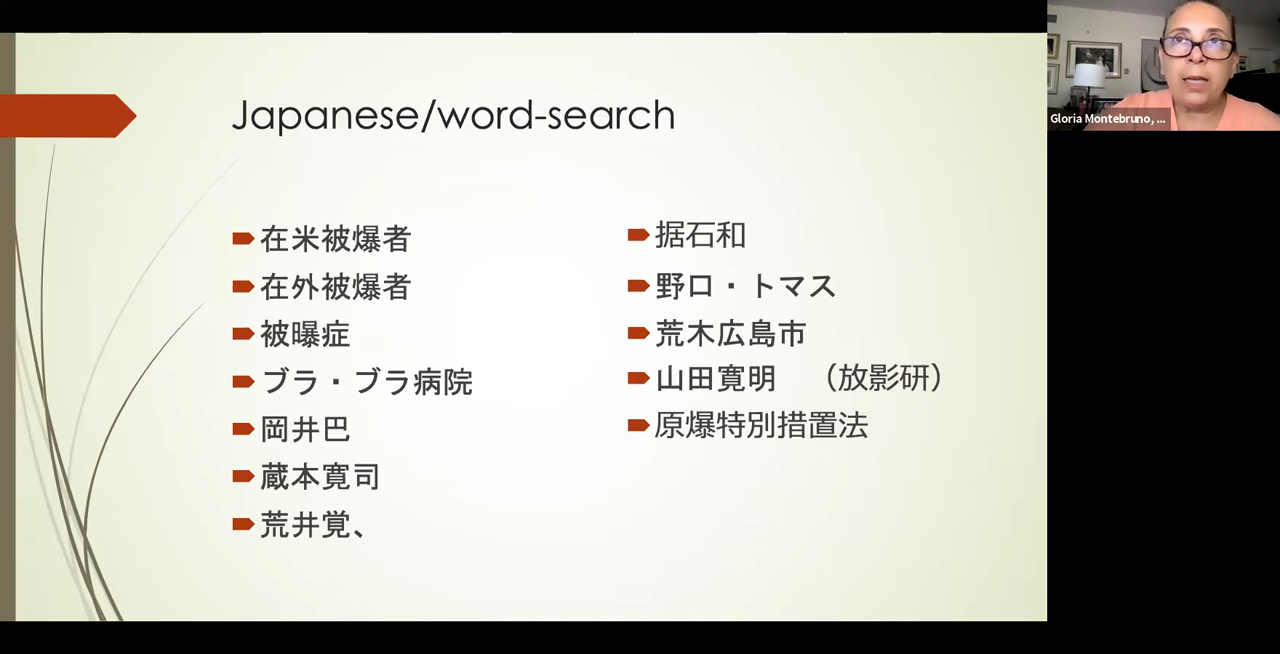 Japanese/word-search
在米被爆者
在外被爆者
被曝症
ブラ・ブラ病院
岡井巴
蔵本寛司
荒井覚、
据石和
野口・トマス
荒木広島市
山田寛明　（放影研）
原爆特別措置法
Gloria Montebruno, ...